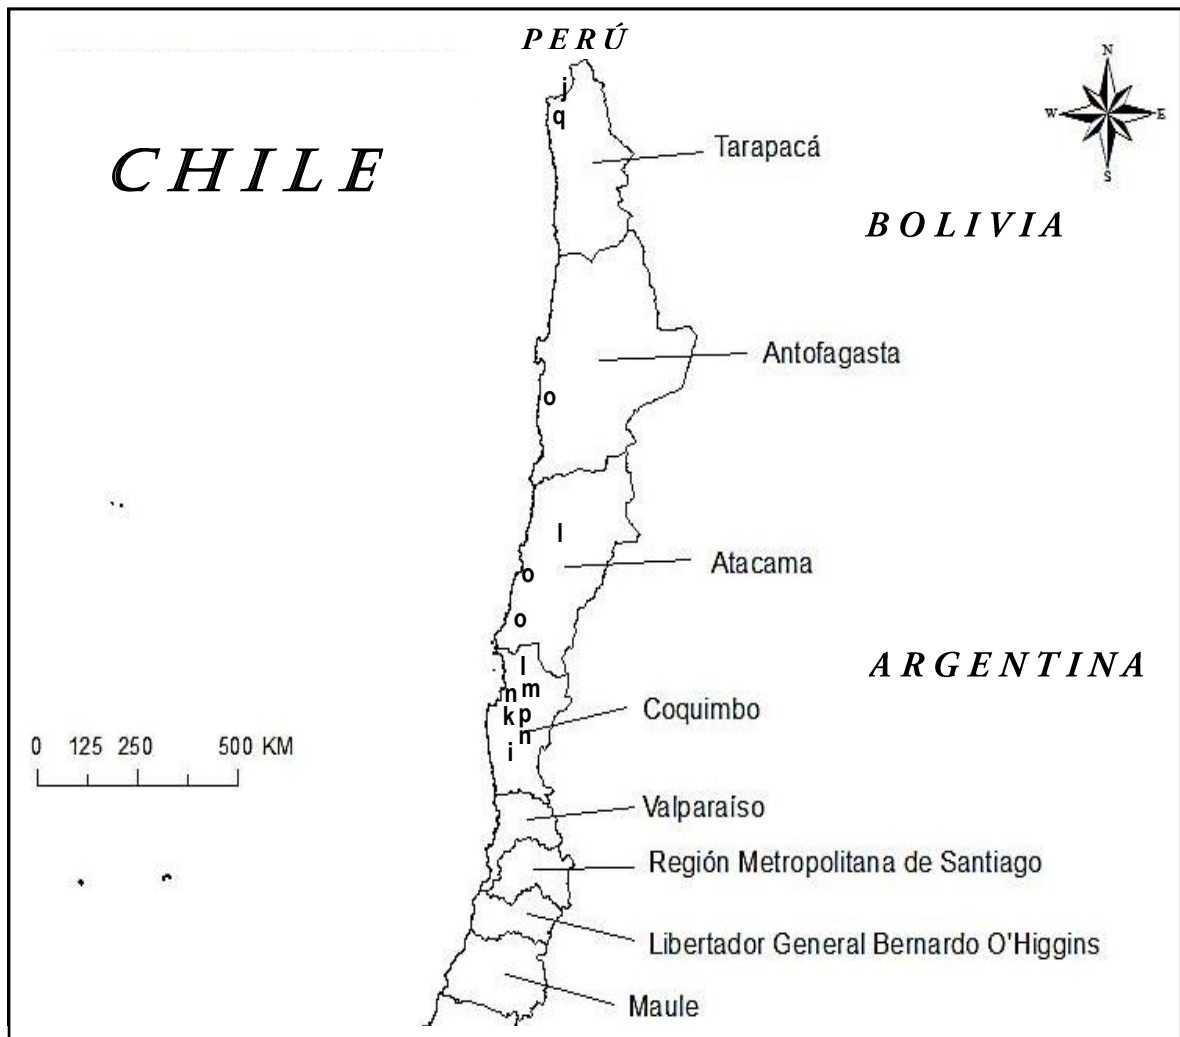 PERÚ
N
j
W
E
q
S
Tarapacá
CHILE
BOLIVIA
Antofagasta
o
l
Atacama
o
o
ARGENTINA
l
m
n
k
p
Coquimbo
n
i
0 125 250 500 KM
Valparaíso
Región Metropolitana de Santiago
Libertador General Bernardo O'Higgins
Maule